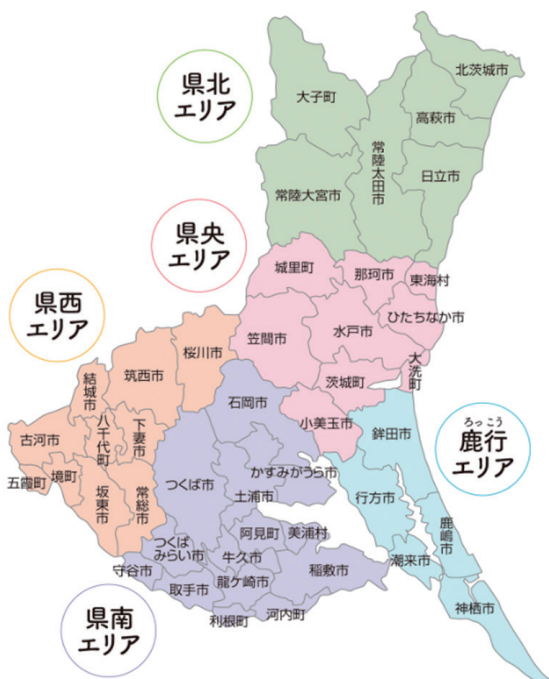 県北
エリア
大子町
北茨城市
高萩市
常陸太田市
日立市
常陸大宮市
県央
エリア
城里町
那珂市
東海村
ひたちなか市
笠間市
水戸市
大洗町
茨城町
小美玉市
県西
エリア
桜川市
筑西市
結城市
八千代町
下妻市
古河市
五霞町
境町
坂東市
常総市
ろっこう
鹿行
エリア
鉾田市
行方市
鹿嶋市
潮来市
神栖市
石岡市
かすみがうら市
つくば市
土浦市
阿見町
美浦村
つくば
みらい市
牛久市
守谷市
取手市
龍ケ崎市
稲敷市
利根町
河内町
県南
エリア